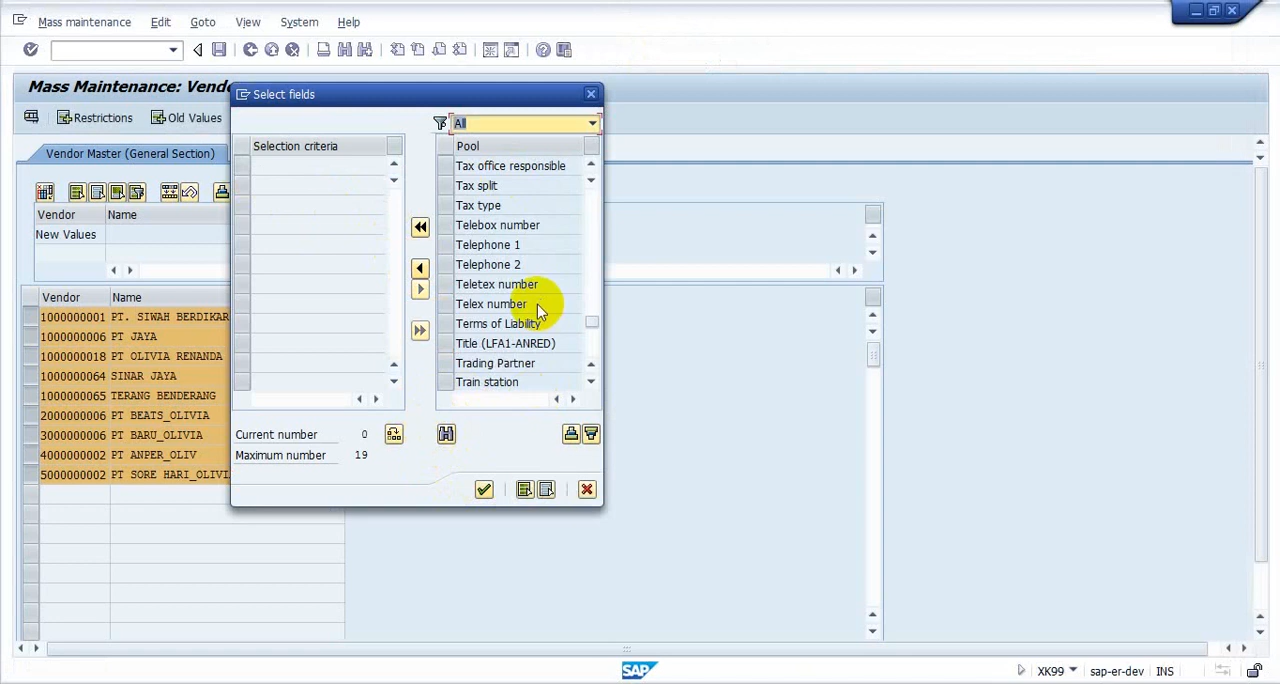 Mass maintenance Edit Goto View System Help
Mass Maintenance: Vend
Restrictions Old Values
Vendor Master (General Section)
Vendor Name
New Values
Vendor Name
1000000001 PT. SIWAH BERDIKAR
1000000006 PT JAYA
1000000018 PT OLIVIA RENANDA
1000000064 SINAR JAYA
1000000065 TERANG BENDERANG
2000000006 PT BEATS_OLIVIA
3000000006 PT BARU_OLIVIA
4000000002 PT ANPER_OLIV
5000000002 PT SORE HARI_OLIVI
Select fields
All
Selection criteria
Pool
Tax office responsible
Tax split
Tax type
Telebox number
Telephone 1
Telephone 2
Teletex number
Telex number
Terms of Liability
Title (LFA1-ANRED)
Trading Partner
Train station
Current number 0
Maximum number 19
SAP
XK99 sap-er-dev INS